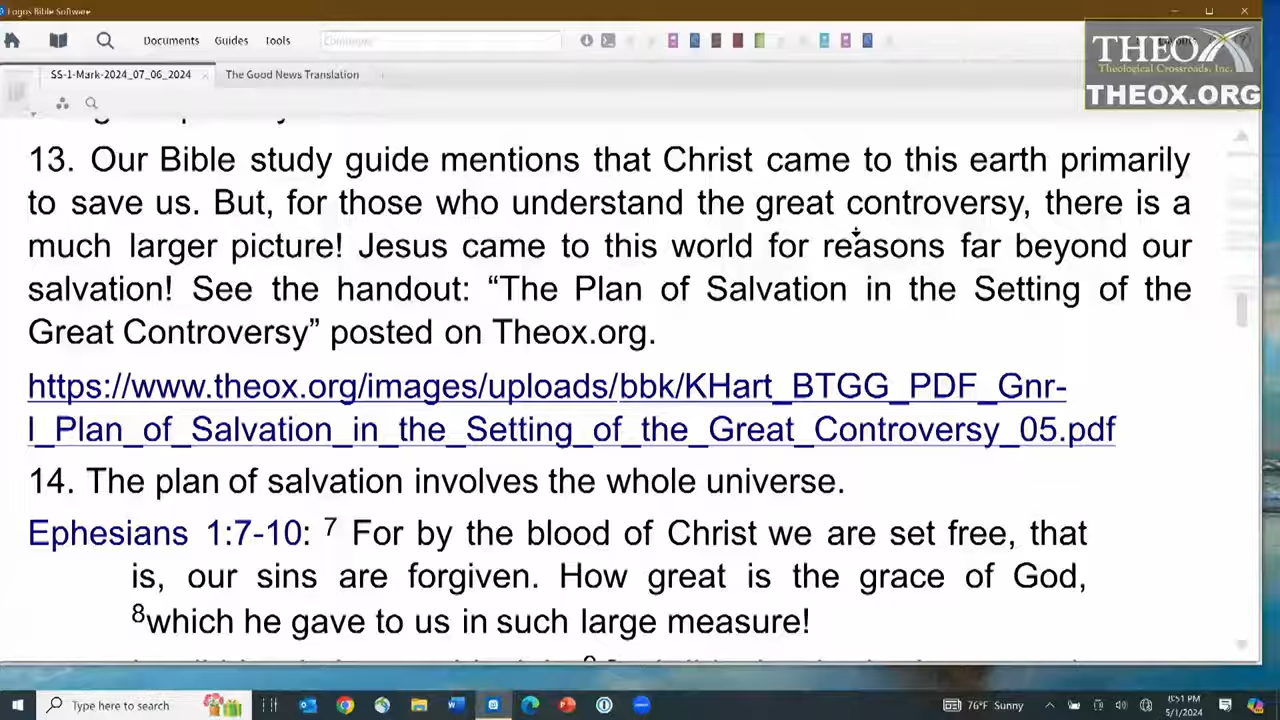 Logos Bible Software
Documents Guides Tools
THEOX
Theological Crossroads, Inc.
THEOX.ORG
SS-1-Mark-2024_07_06_2024
The Good News Translation
13. Our Bible study guide mentions that Christ came to this earth primarily
to save us. But, for those who understand the great controversy, there is a
much larger picture! Jesus came to this world for reasons far beyond our
salvation! See the handout: “The Plan of Salvation in the Setting of the
Great Controversy” posted on Theox.org.
https://www.theox.org/images/uploads/bbk/KHart_BTGG_PDF_Gnr-
l_Plan_of_Salvation_in_the_Setting_of_the_Great_Controversy_05.pdf
14. The plan of salvation involves the whole universe.
Ephesians 1:7-10: 7 For by the blood of Christ we are set free, that
is, our sins are forgiven. How great is the grace of God,
8which he gave to us in such large measure!
Type here to search
76°F Sunny
8:51 PM
5/1/2024